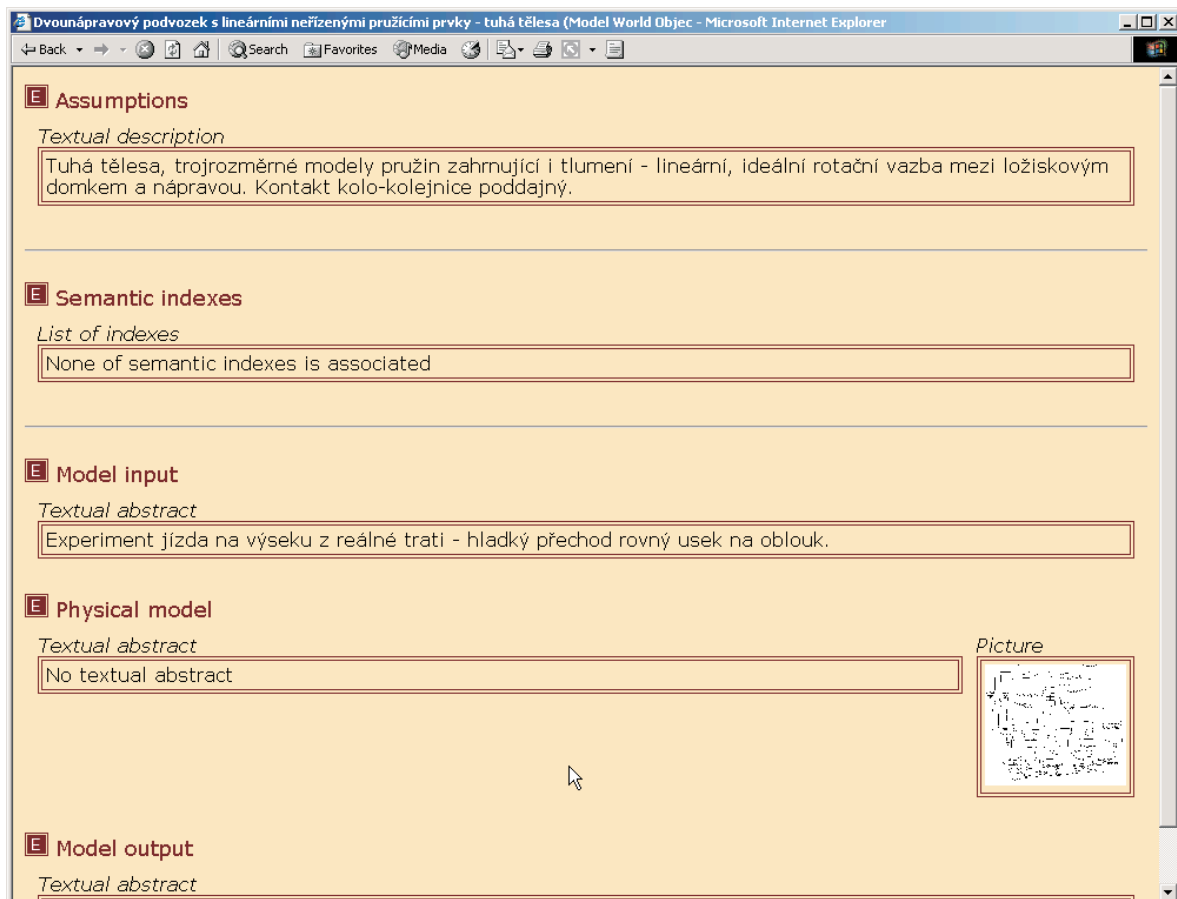 Dvounápravový podvozek s lineárními neřízenými pružícími prvky - tuhá tělesa (Model World Objec - Microsoft Internet Explorer
Back Search Favorites Media
E Assumptions
Textual description
Tuhá tělesa, trojrozměrné modely pružin zahrnující i tlumení - lineární, ideální rotační vazba mezi ložiskovým
domkem a nápravou. Kontakt kolo-kolejnice poddajný.
E Semantic indexes
List of indexes
None of semantic indexes is associated
E Model input
Textual abstract
Experiment jízda na výseku z reálné trati - hladký přechod rovný usek na oblouk.
E Physical model
Textual abstract
Picture
No textual abstract
E Model output
Textual abstract